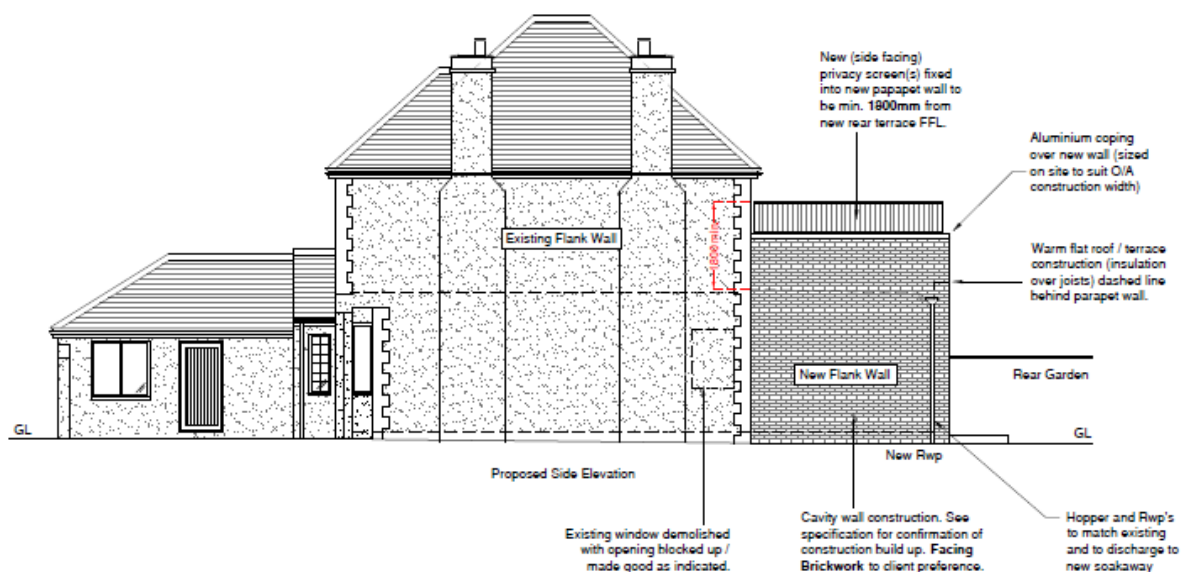 New (side facing)
privacy screen(s) fixed
into new papapet wall to
be min. 1800mm from
new rear terrace FFL.
Aluminium coping
over new wall (sized
on site to suit O/A
construction width)
Existing Flank Wall
1800min.
Warm flat roof / terrace
construction (insulation
over joists) dashed line
behind parapet wall.
New Flank Wall
Rear Garden
GL
GL
New Rwp
Proposed Side Elevation
Existing window demolished
with opening blocked up /
made good as indicated.
Cavity wall construction. See
specification for confirmation of
construction build up. Facing
Brickwork to client preference.
Hopper and Rwp's
to match existing
and to discharge to
new soakaway